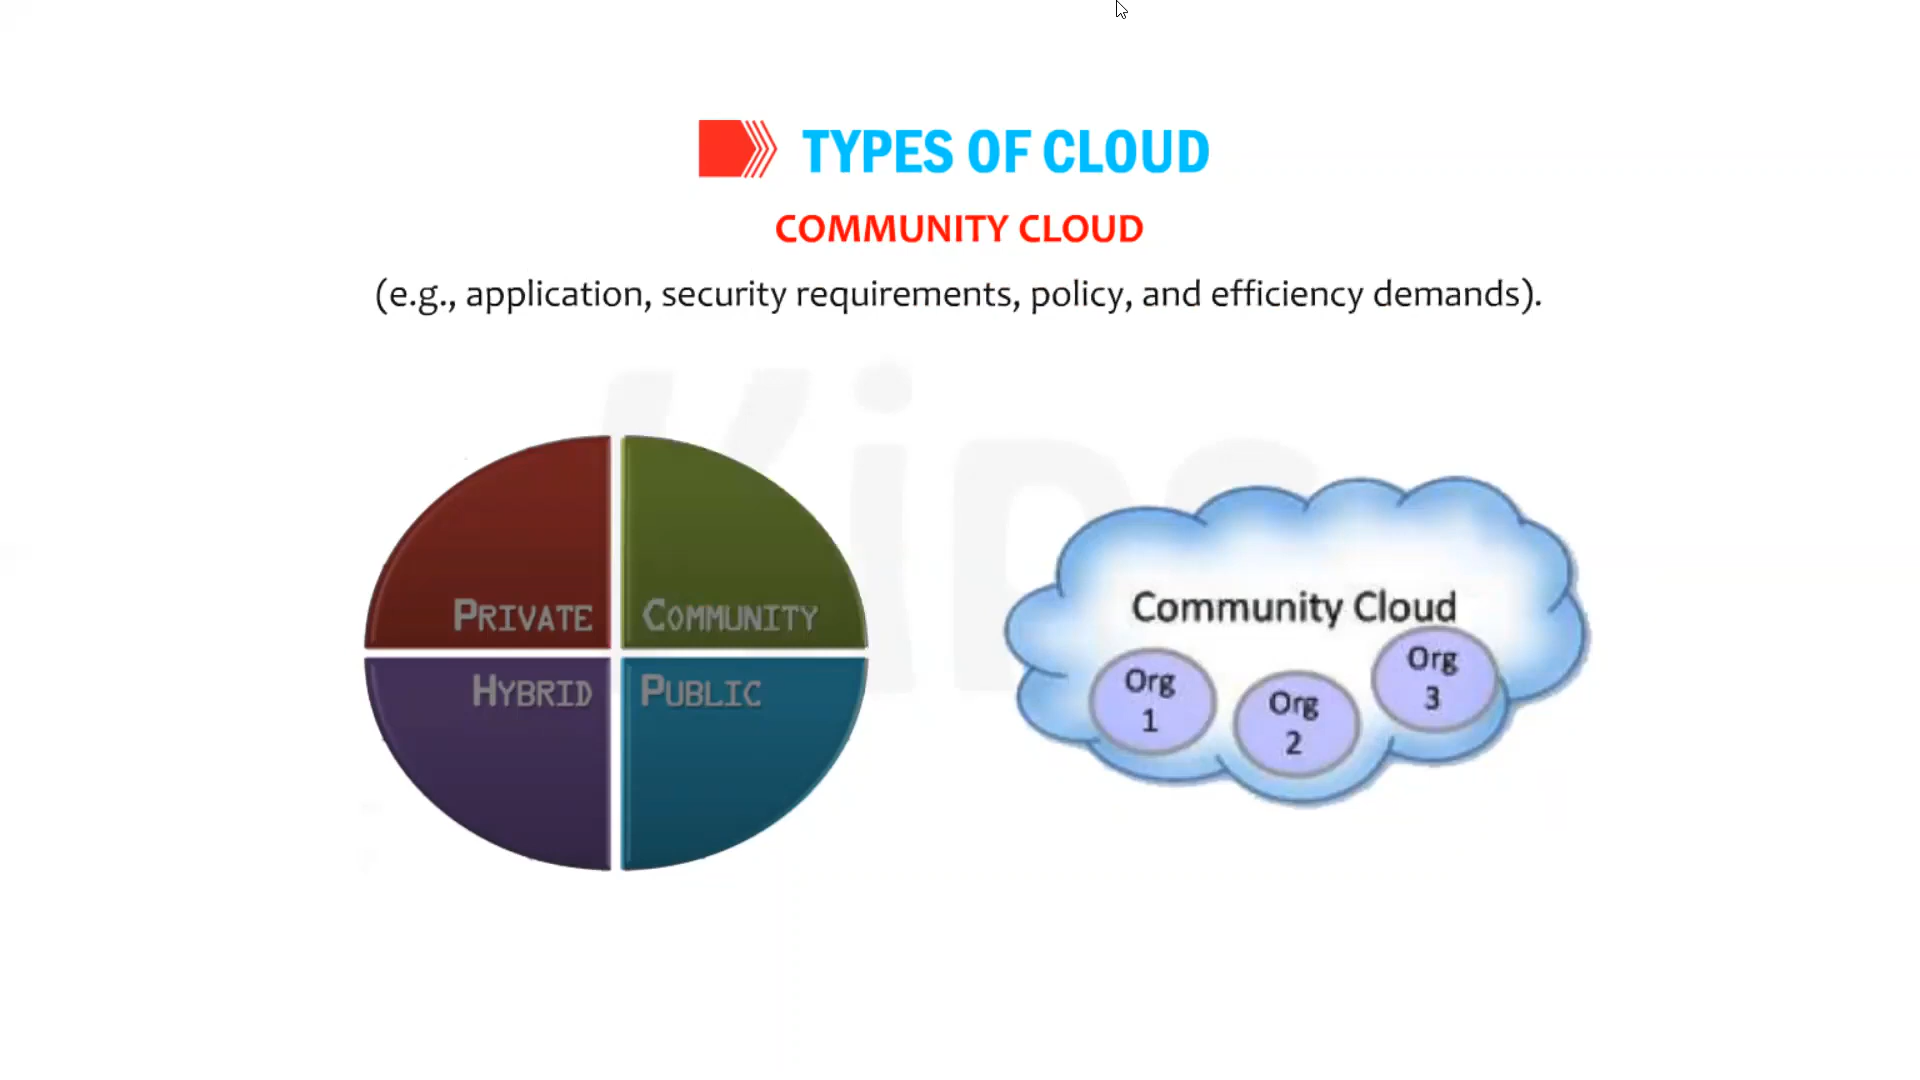 TYPES OF CLOUD
COMMUNITY CLOUD
(e.g., application, security requirements, policy, and efficiency demands).
PRIVATE
COMMUNITY
HYBRID
PUBLIC
Community Cloud
Org
1
Org
2
Org
3